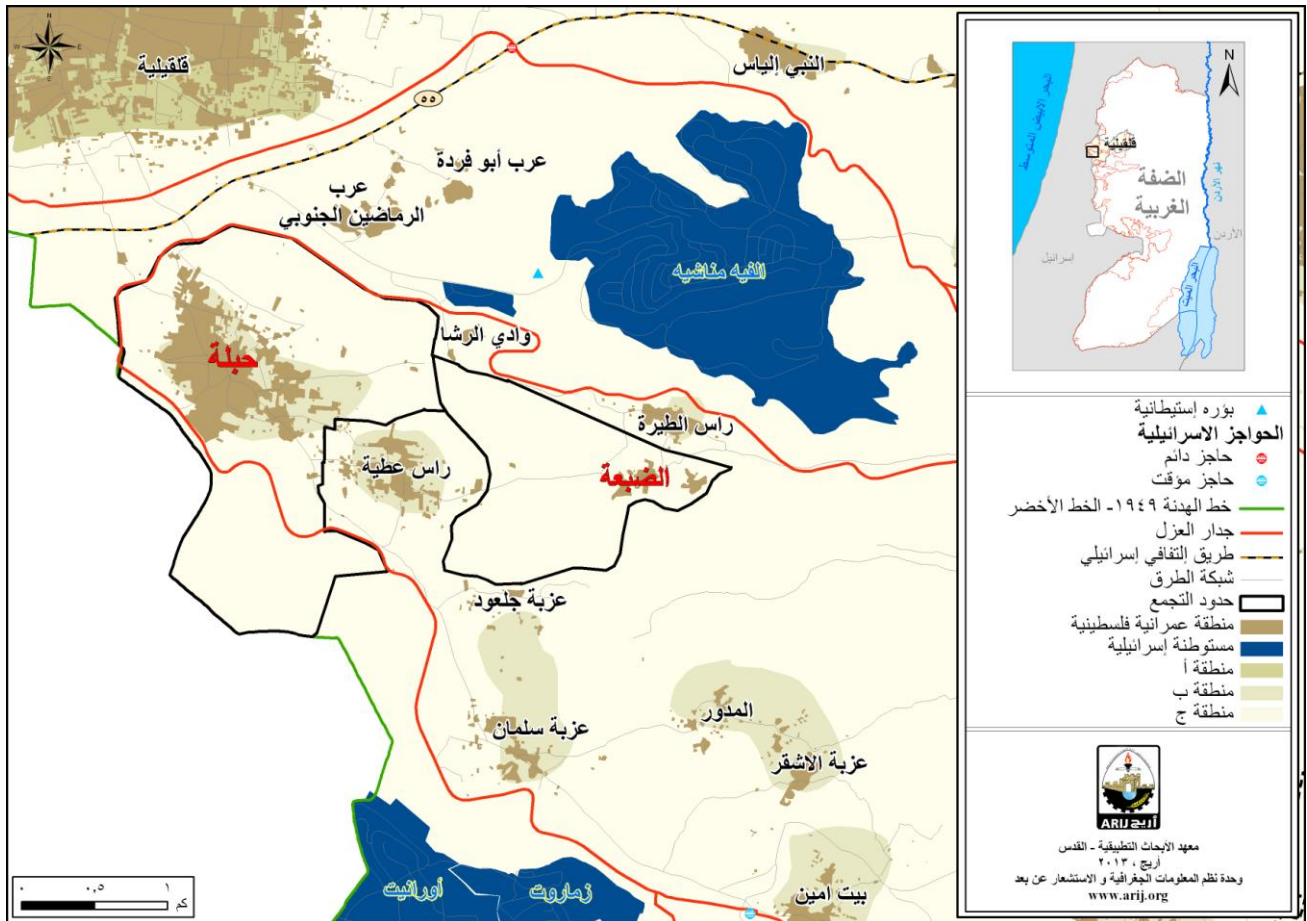 N
W
E
S
قلقيلية
النبي إلياس
٥٥
عرب أبو فردة
عرب
الرماضين الجنوبي
الفيه مناشيه
وادي الرشا
حبلة
راس الطيرة
راس عطية
الضبعة
عزبة جلعود
المدور
عزبة سلمان
عزبة الاشقر
أورانيت
زماروت
بيت امين
٠ ٠,٥ ١
كم
N
البحر الابيض المتوسط
قلقيلية
الضفة
الغربية
نهر الاردن
الأردن
إسرائيل
البحر الميت
بؤره إستيطانية
الحواجز الاسرائيلية
حاجز دائم
حاجز مؤقت
خط الهدنة ١٩٤٩- الخط الأخضر
جدار العزل
طريق إلتفافي إسرائيلي
شبكة الطرق
حدود التجمع
منطقة عمرانية فلسطينية
مستوطنة إسرائيلية
منطقة أ
منطقة ب
منطقة ج
ARIJ أريج
معهد الأبحاث التطبيقية - القدس
أريج ، ٢٠١٣
وحدة نظم المعلومات الجغرافية و الاستشعار عن بعد
www.arij.org